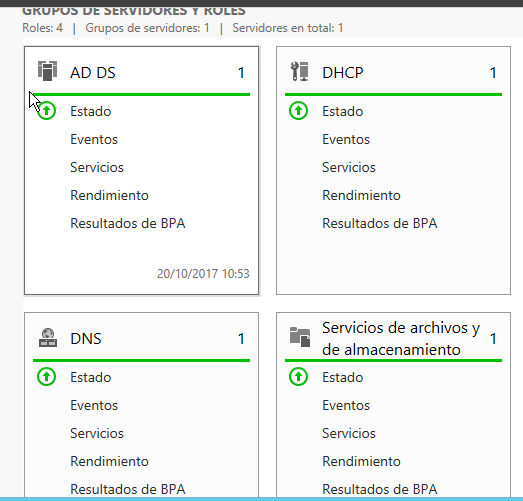 GRUPOS DE SERVIDORES Y ROLES
Roles: 4 | Grupos de servidores: 1 | Servidores en total: 1
AD DS 1
Estado
Eventos
Servicios
Rendimiento
Resultados de BPA
20/10/2017 10:53
DHCP 1
Estado
Eventos
Servicios
Rendimiento
Resultados de BPA
DNS 1
Estado
Eventos
Servicios
Rendimiento
Resultados de BPA
Servicios de archivos y
de almacenamiento 1
Estado
Eventos
Servicios
Rendimiento
Resultados de BPA